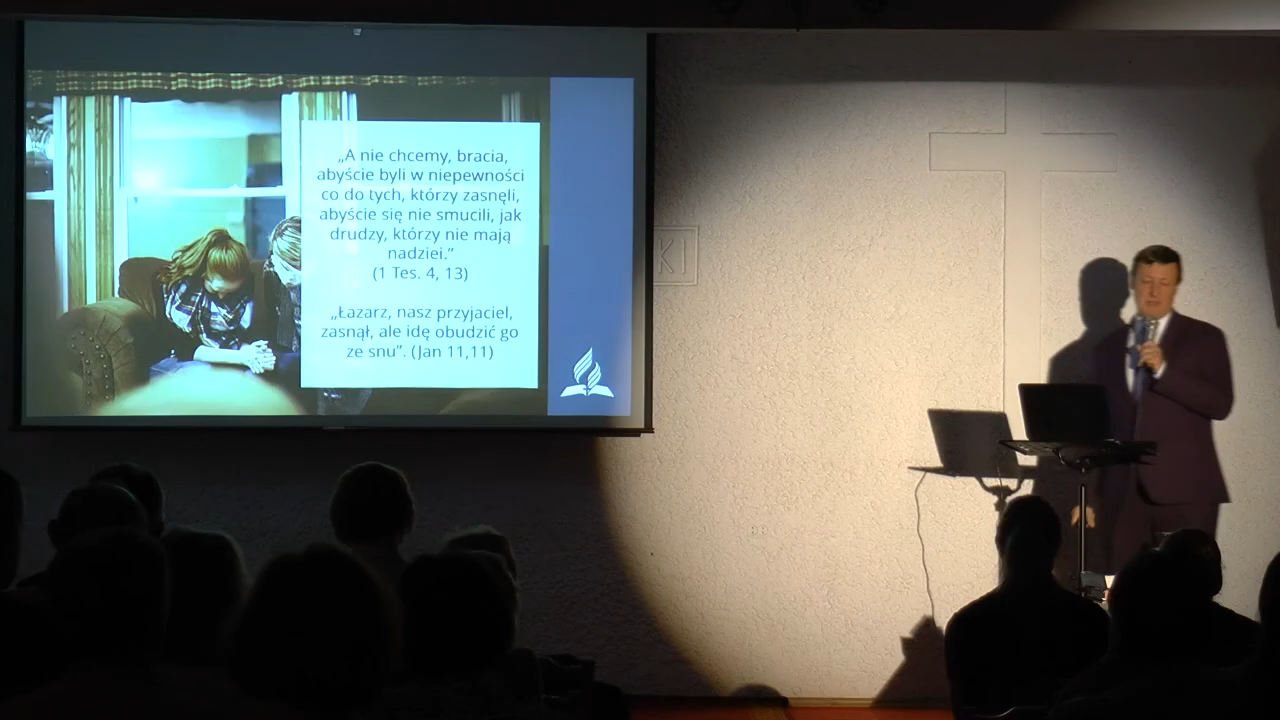 „A nie chcemy, bracia,
abyście byli w niepewności
co do tych, którzy zasnęli,
abyście się nie smucili, jak
drudzy, którzy nie mają
nadziei.”
(1 Tes. 4, 13)
„Łazarz, nasz przyjaciel,
zasnął, ale idę obudzić go
ze snu”. (Jan 11,11)
KI